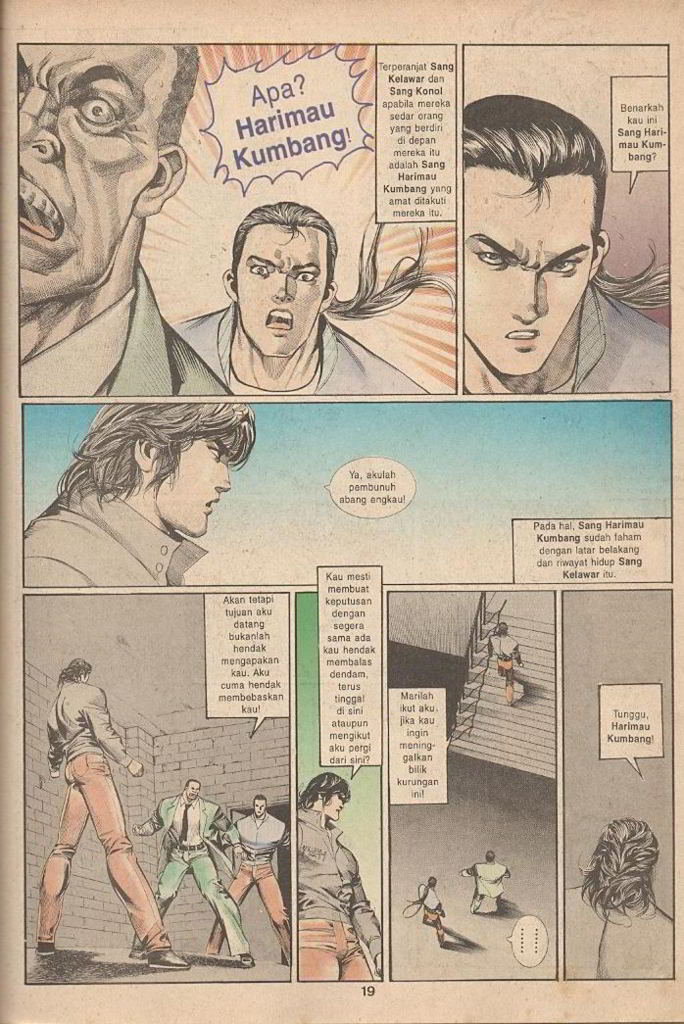 Apa?
Harimau
Kumbang!
Terperanjat Sang
Kelawar dan
Sang Konol
apabila mereka
sedar orang
yang berdiri
di depan
mereka itu
adalah Sang
Harimau
Kumbang yang
amat ditakuti
mereka itu.
Benarkah
kau ini
Sang Hari-
mau Kum-
bang?
Ya, akulah
pembunuh
abang engkau!
Pada hal, Sang Harimau
Kumbang sudah faham
dengan latar belakang
dan riwayat hidup Sang
Kelawar itu.
Akan tetapi
tujuan aku
datang
bukanlah
hendak
mengapakan
kau. Aku
cuma hendak
membebaskan
kau!
Kau mesti
membuat
keputusan
dengan
segera
sama ada
kau hendak
membalas
dendam,
terus
tinggal
di sini
ataupun
mengikut
aku pergi
dari sini?
Marilah
ikut aku,
jika kau
ingin
mening-
galkan
bilik
kurungan
ini!
Tunggu,
Harimau
Kumbang!
19